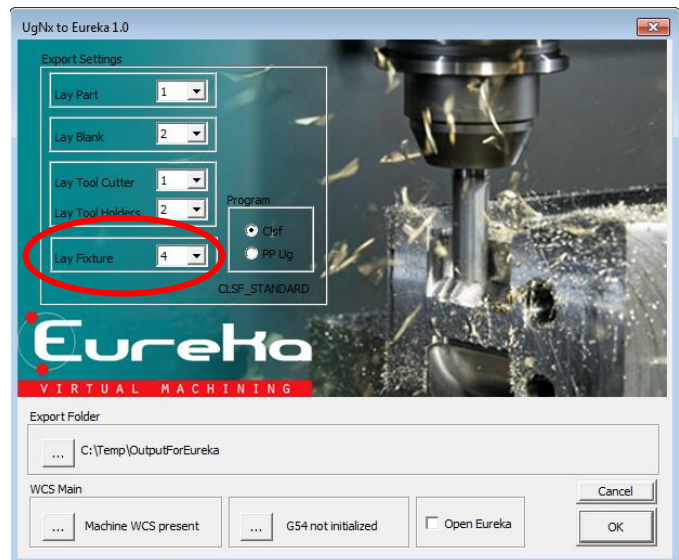 UgNx to Eureka 1.0
Export Settings
Lay Part 1
Lay Blank 2
Lay Tool Cutter 1
Lay Tool Holders 2
Program
Clsf
PP Ug
Lay Fixture 4
CLSF_STANDARD
Eureka
VIRTUAL MACHINING
Export Folder
... C:\Temp\OutputForEureka
WCS Main
... Machine WCS present
... G54 not initialized
Open Eureka
Cancel
OK